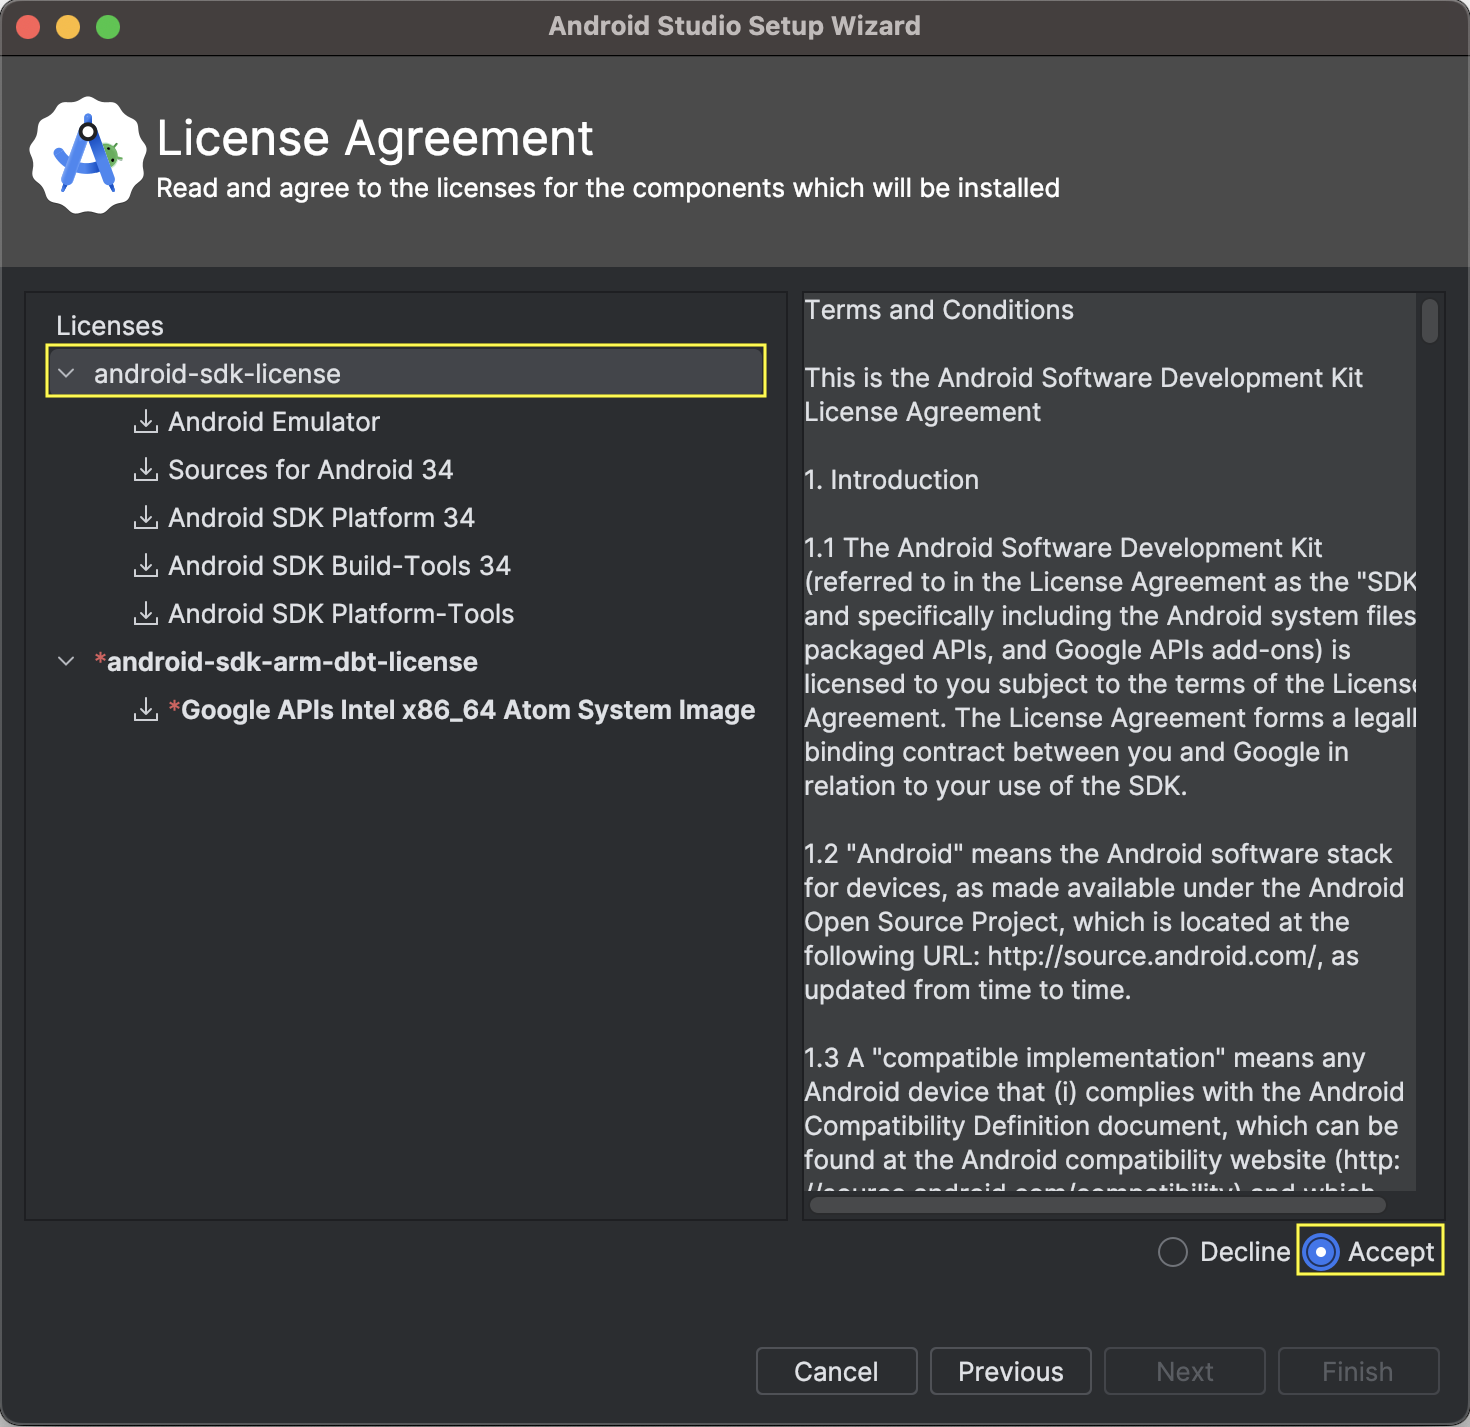 Android Studio Setup Wizard
License Agreement
Read and agree to the licenses for the components which will be installed
Licenses
android-sdk-license
Android Emulator
Sources for Android 34
Android SDK Platform 34
Android SDK Build-Tools 34
Android SDK Platform-Tools
*android-sdk-arm-dbt-license
*Google APIs Intel x86_64 Atom System Image
Terms and Conditions
This is the Android Software Development Kit
License Agreement
1. Introduction
1.1 The Android Software Development Kit
(referred to in the License Agreement as the "SDK
and specifically including the Android system files
packaged APIs, and Google APIs add-ons) is
licensed to you subject to the terms of the License
Agreement. The License Agreement forms a legall
binding contract between you and Google in
relation to your use of the SDK.
1.2 "Android" means the Android software stack
for devices, as made available under the Android
Open Source Project, which is located at the
following URL: http://source.android.com/, as
updated from time to time.
1.3 A "compatible implementation" means any
Android device that (i) complies with the Android
Compatibility Definition document, which can be
found at the Android compatibility website (http:
//source.android.com/compatibility) and which
Decline
Accept
Cancel
Previous
Next
Finish